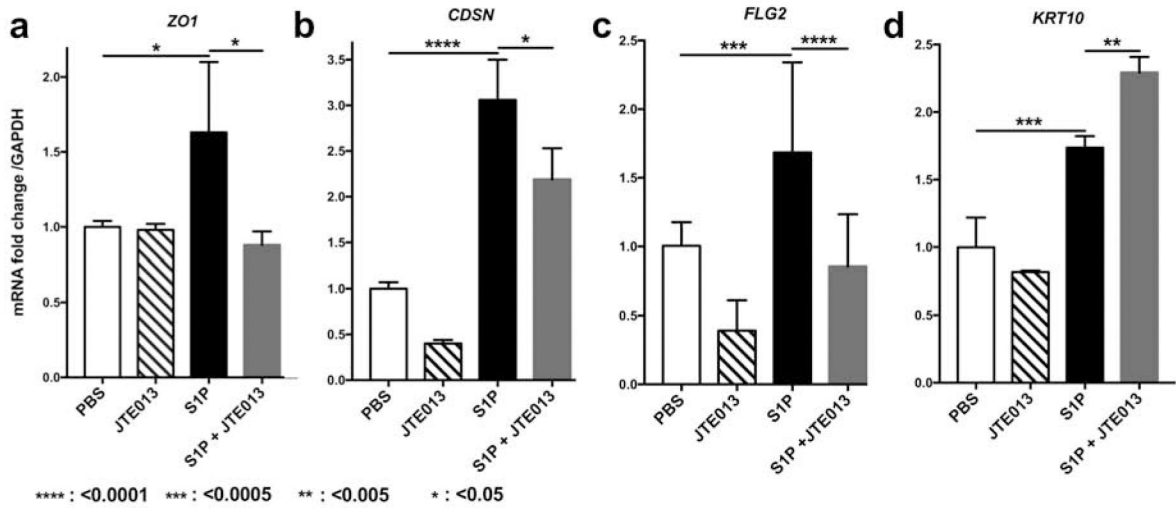 a ZO1
b CDSN
c FLG2
d KRT10
mRNA fold change /GAPDH
* *
2.0
1.5
1.0
0.5
0.0
PBS
JTE013
S1P
S1P + JTE013
**** *
3.5
3.0
2.5
2.0
1.5
1.0
0.5
0.0
PBS
JTE013
S1P
S1P + JTE013
*** ****
2.5
2.0
1.5
1.0
0.5
0.0
PBS
JTE013
S1P
S1P +JTE013
*** **
2.5
2.0
1.5
1.0
0.5
0.0
PBS
JTE013
S1P
S1P + JTE013
**** : <0.0001 *** : <0.0005 ** : <0.005 * : <0.05